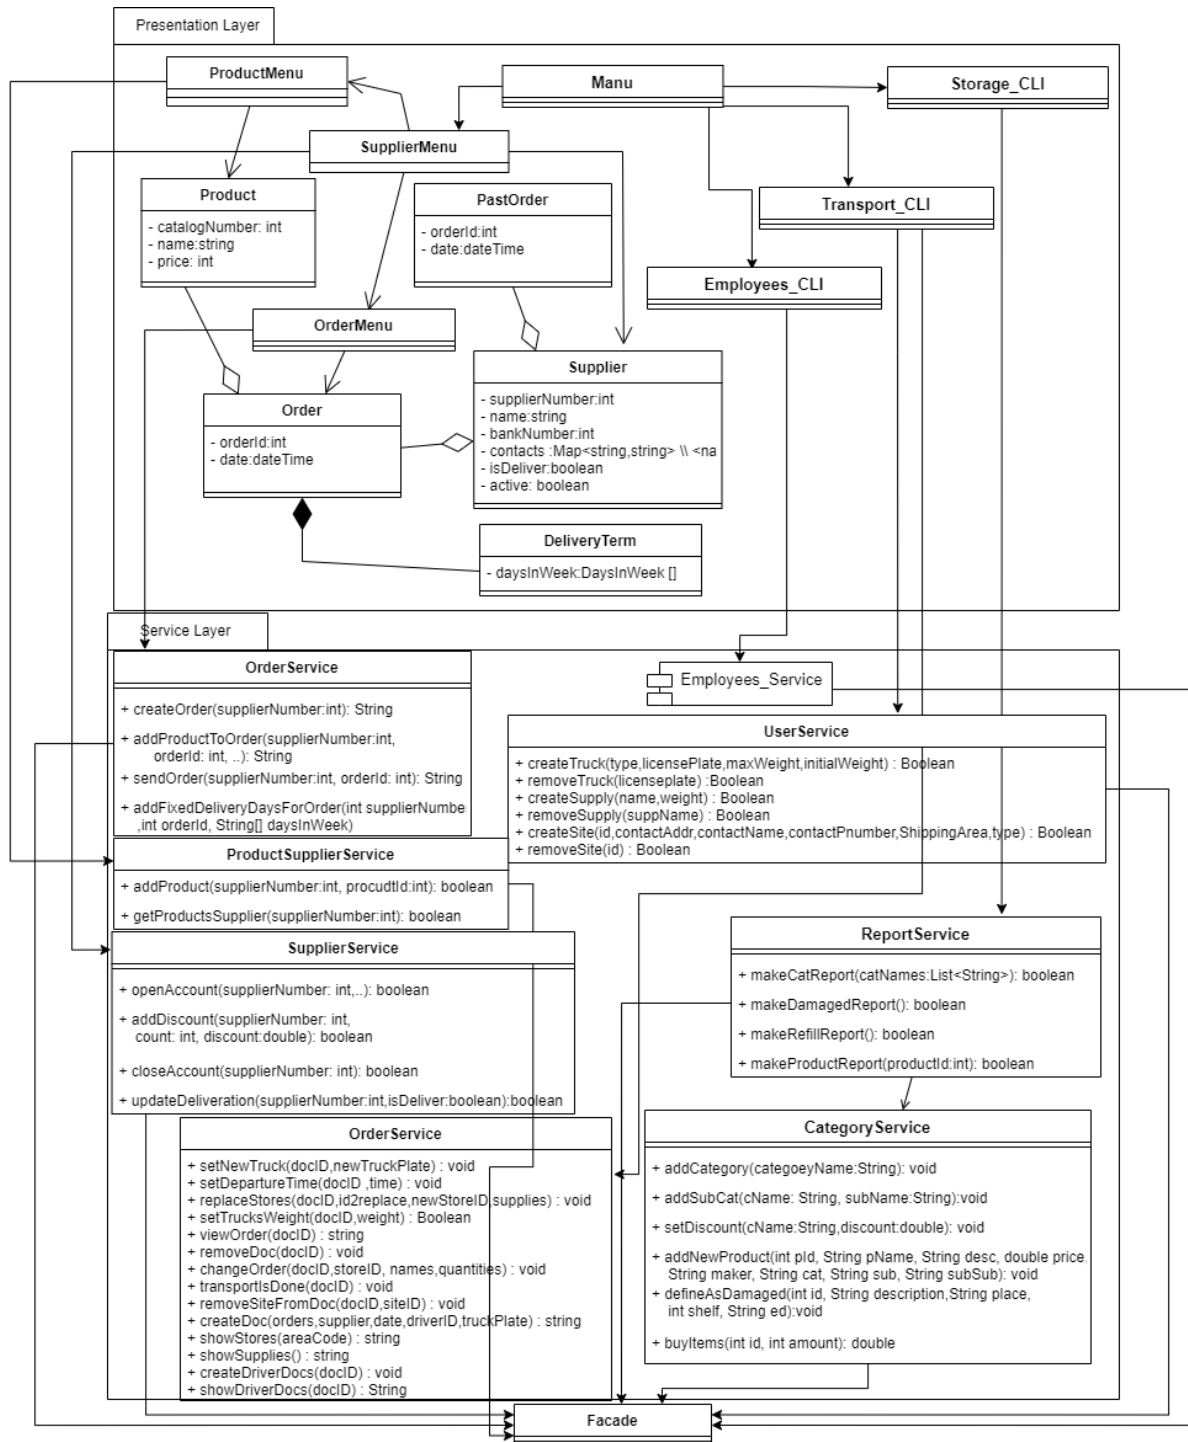 Presentation Layer
ProductMenu
Manu
Storage_CLI
SupplierMenu
Product
- catalogNumber: int
- name:string
- price: int
PastOrder
- orderId:int
- date:dateTime
Transport_CLI
Employees_CLI
OrderMenu
Supplier
- supplierNumber:int
- name:string
- bankNumber:int
- contacts :Map<string,string> \\ <na
- isDeliver:boolean
- active: boolean
Order
- orderId:int
- date:dateTime
DeliveryTerm
- daysInWeek:DaysInWeek []
Service Layer
OrderService
+ createOrder(supplierNumber:int): String
+ addProductToOrder(supplierNumber:int,
orderId: int, ..): String
+ sendOrder(supplierNumber:int, orderId: int): String
+ addFixedDeliveryDaysForOrder(int supplierNumbe
,int orderId, String[] daysInWeek)
Employees_Service
UserService
+ createTruck(type,licensePlate,maxWeight,initialWeight) : Boolean
+ removeTruck(licenseplate) :Boolean
+ createSupply(name,weight) : Boolean
+ removeSupply(suppName) : Boolean
+ createSite(id,contactAddr,contactName,contactPnumber,ShippingArea,type) : Boolean
+ removeSite(id) : Boolean
ProductSupplierService
+ addProduct(supplierNumber:int, procudtId:int): boolean
+ getProductsSupplier(supplierNumber:int): boolean
SupplierService
+ openAccount(supplierNumber: int,..): boolean
+ addDiscount(supplierNumber: int,
count: int, discount:double): boolean
+ closeAccount(supplierNumber: int): boolean
+ updateDeliveration(supplierNumber:int,isDeliver:boolean):boolean
ReportService
+ makeCatReport(catNames:List<String>): boolean
+ makeDamagedReport(): boolean
+ makeRefillReport(): boolean
+ makeProductReport(productId:int): boolean
OrderService
+ setNewTruck(docID,newTruckPlate) : void
+ setDepartureTime(docID ,time) : void
+ replaceStores(docID,id2replace,newStoreID,supplies) : void
+ setTrucksWeight(docID,weight) : Boolean
+ viewOrder(docID) : string
+ removeDoc(docID) : void
+ changeOrder(docID,storeID, names,quantities) : void
+ transportIsDone(docID) : void
+ removeSiteFromDoc(docID,siteID) : void
+ createDoc(orders,supplier,date,driverID,truckPlate) : string
+ showStores(areaCode) : string
+ showSupplies() : string
+ createDriverDocs(docID) : void
+ showDriverDocs(docID) : String
CategoryService
+ addCategory(categoeyName:String): void
+ addSubCat(cName: String, subName:String):void
+ setDiscount(cName:String,discount:double): void
+ addNewProduct(int pId, String pName, String desc, double price
String maker, String cat, String sub, String subSub): void
+ defineAsDamaged(int id, String description,String place,
int shelf, String ed):void
+ buyItems(int id, int amount): double
Facade